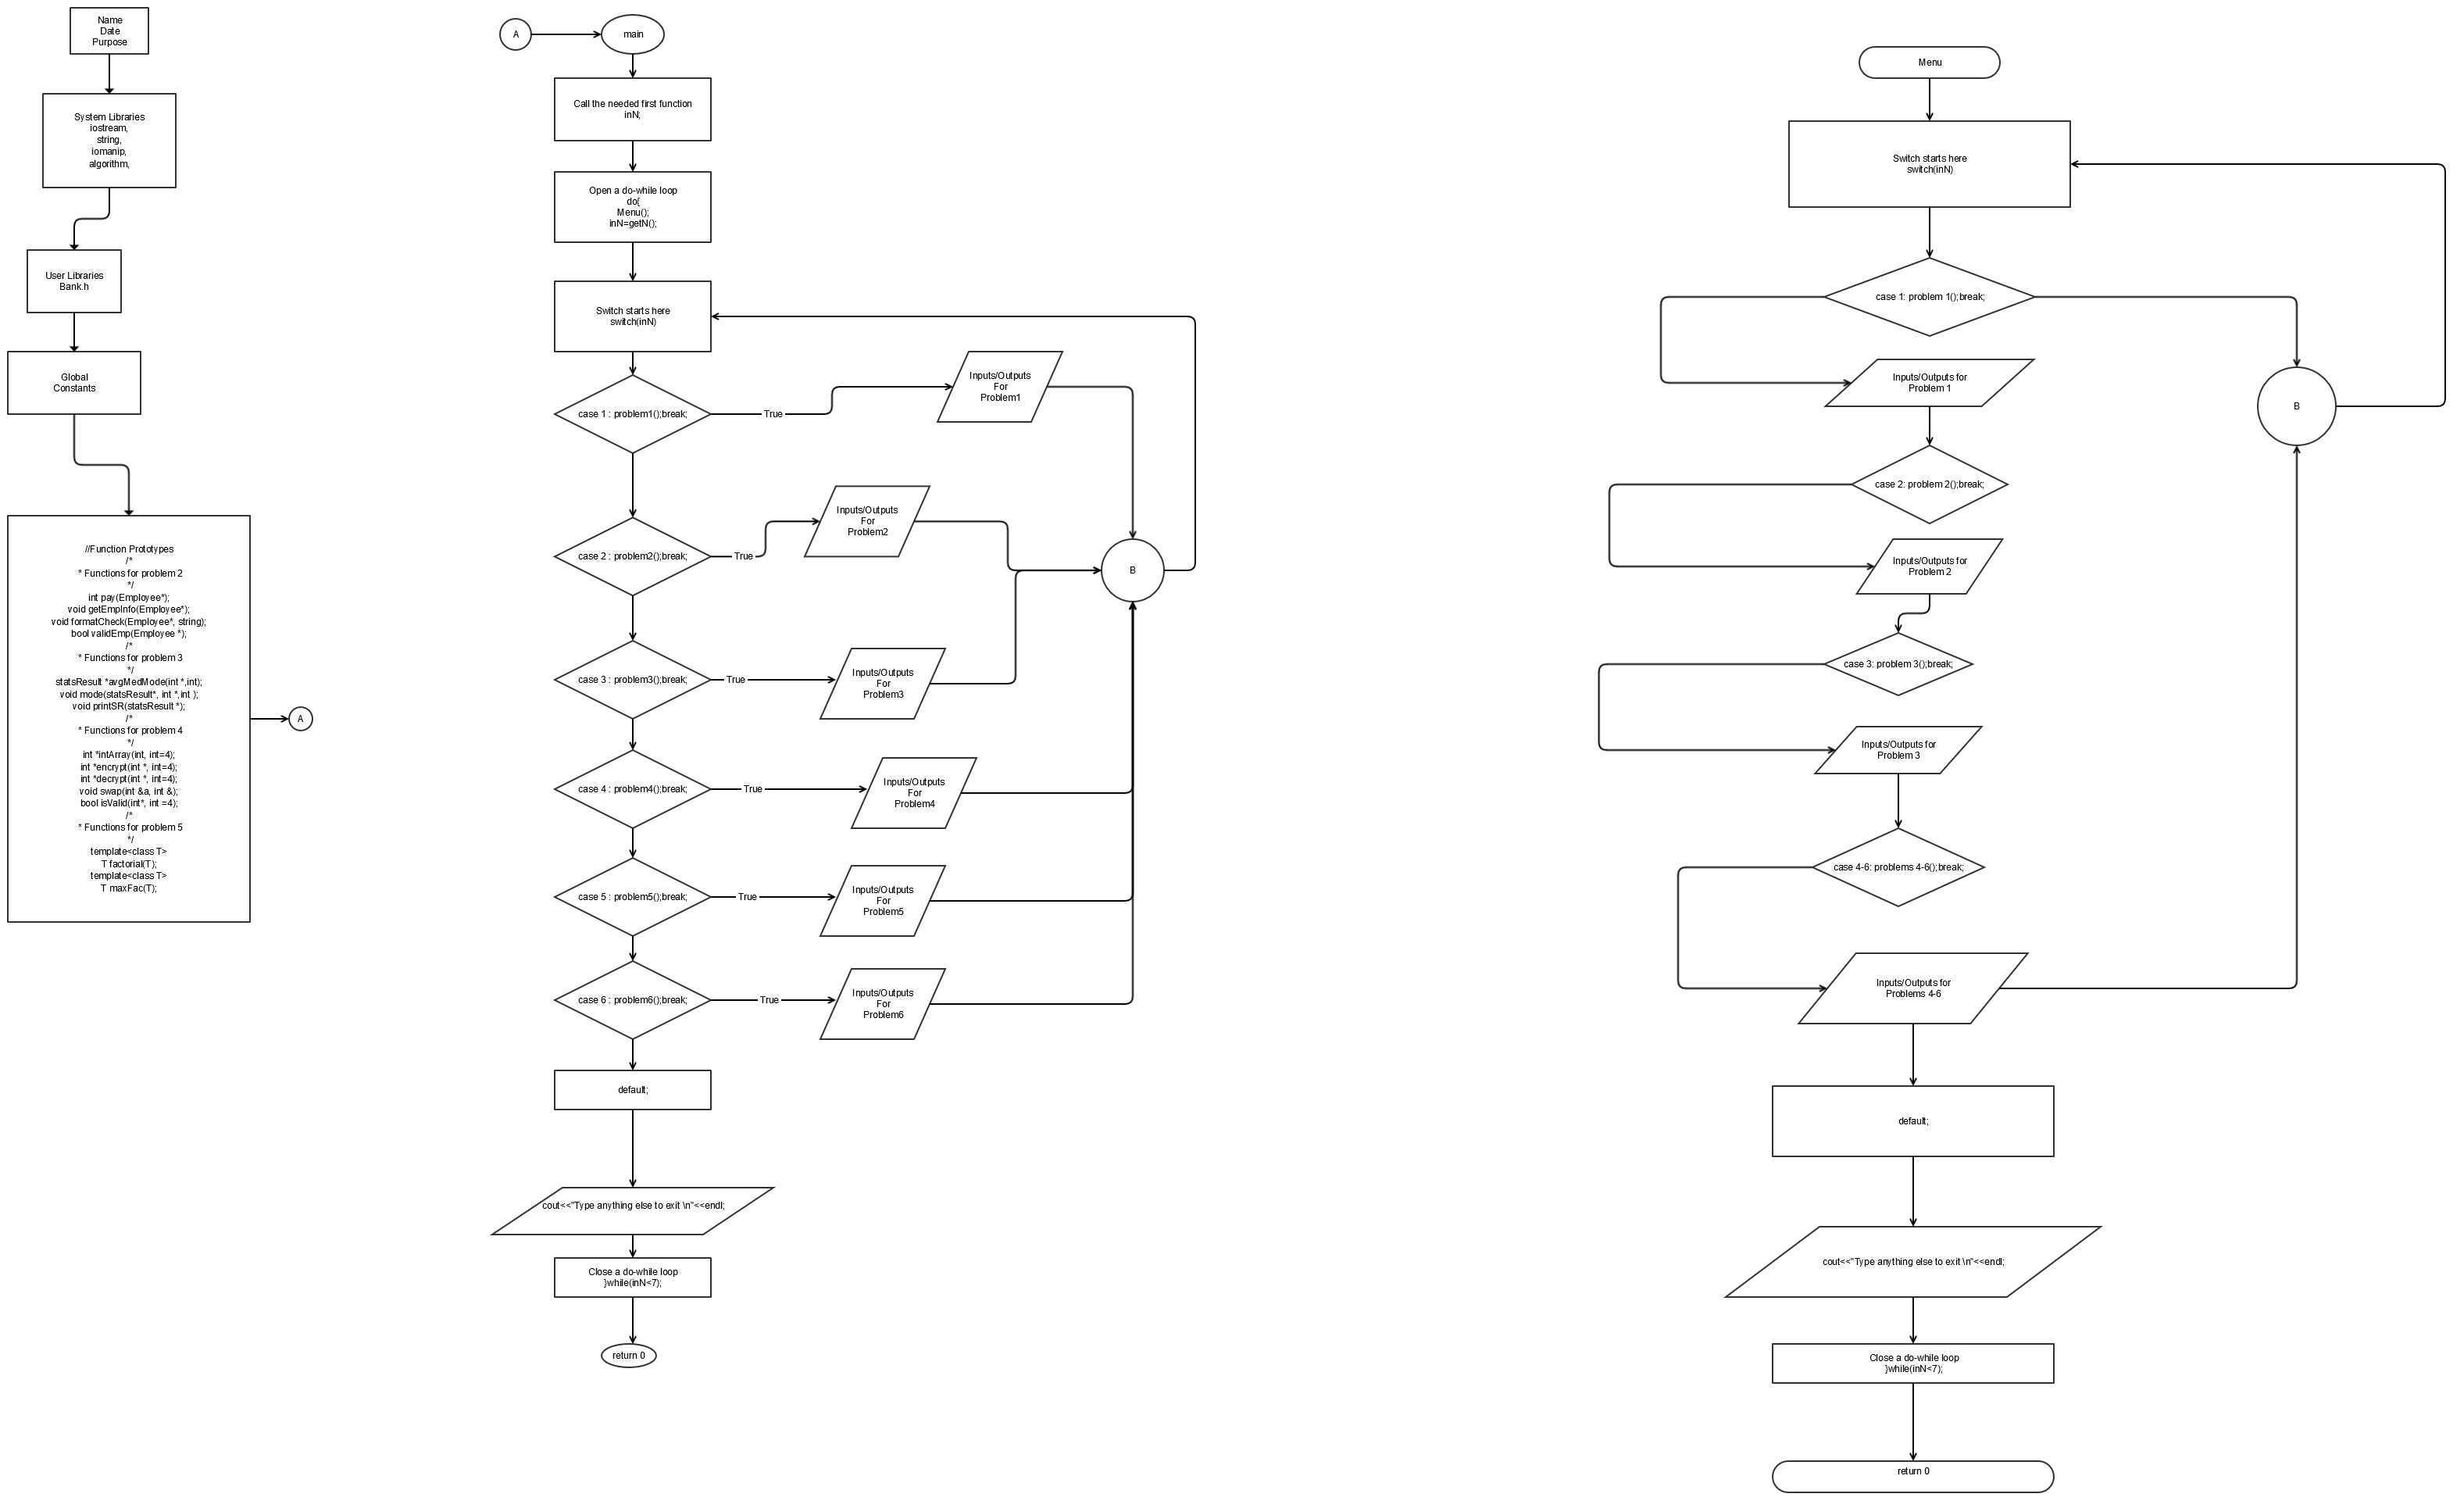 Name
Date
Purpose
System Libraries
iostream,
string,
iomanip,
algorithm,
User Libraries
Bank.h
Global
Constants
//Function Prototypes
/*
* Functions for problem 2
*/
int pay(Employee*);
void getEmpInfo(Employee*);
void formatCheck(Employee*, string);
bool validEmp(Employee *);
/*
* Functions for problem 3
*/
statsResult *avgMedMode(int *,int);
void mode(statsResult*, int *,int );
void printSR(statsResult *);
/*
* Functions for problem 4
*/
int *intArray(int, int=4);
int *encrypt(int *, int=4);
int *decrypt(int *, int=4);
void swap(int &a, int &);
bool isValid(int*, int =4);
/*
* Functions for problem 5
*/
template<class T>
T factorial(T);
template<class T>
T maxFac(T);
A
A
main
Call the needed first function
inN;
Open a do-while loop
do{
Menu();
inN=getN();
Switch starts here
switch(inN)
case 1 : problem1();break;
True
Inputs/Outputs
For
Problem1
case 2 : problem2();break;
True
Inputs/Outputs
For
Problem2
B
case 3 : problem3();break;
True
Inputs/Outputs
For
Problem3
case 4 : problem4();break;
True
Inputs/Outputs
For
Problem4
case 5 : problem5();break;
True
Inputs/Outputs
For
Problem5
case 6 : problem6();break;
True
Inputs/Outputs
For
Problem6
default;
cout<<"Type anything else to exit \n"<<endl;
Close a do-while loop
}while(inN<7);
return 0
Menu
Switch starts here
switch(inN)
case 1: problem 1();break;
Inputs/Outputs for
Problem 1
B
case 2: problem 2();break;
Inputs/Outputs for
Problem 2
case 3: problem 3();break;
Inputs/Outputs for
Problem 3
case 4-6: problems 4-6();break;
Inputs/Outputs for
Problems 4-6
default;
cout<<"Type anything else to exit \n"<<endl;
Close a do-while loop
}while(inN<7);
return 0